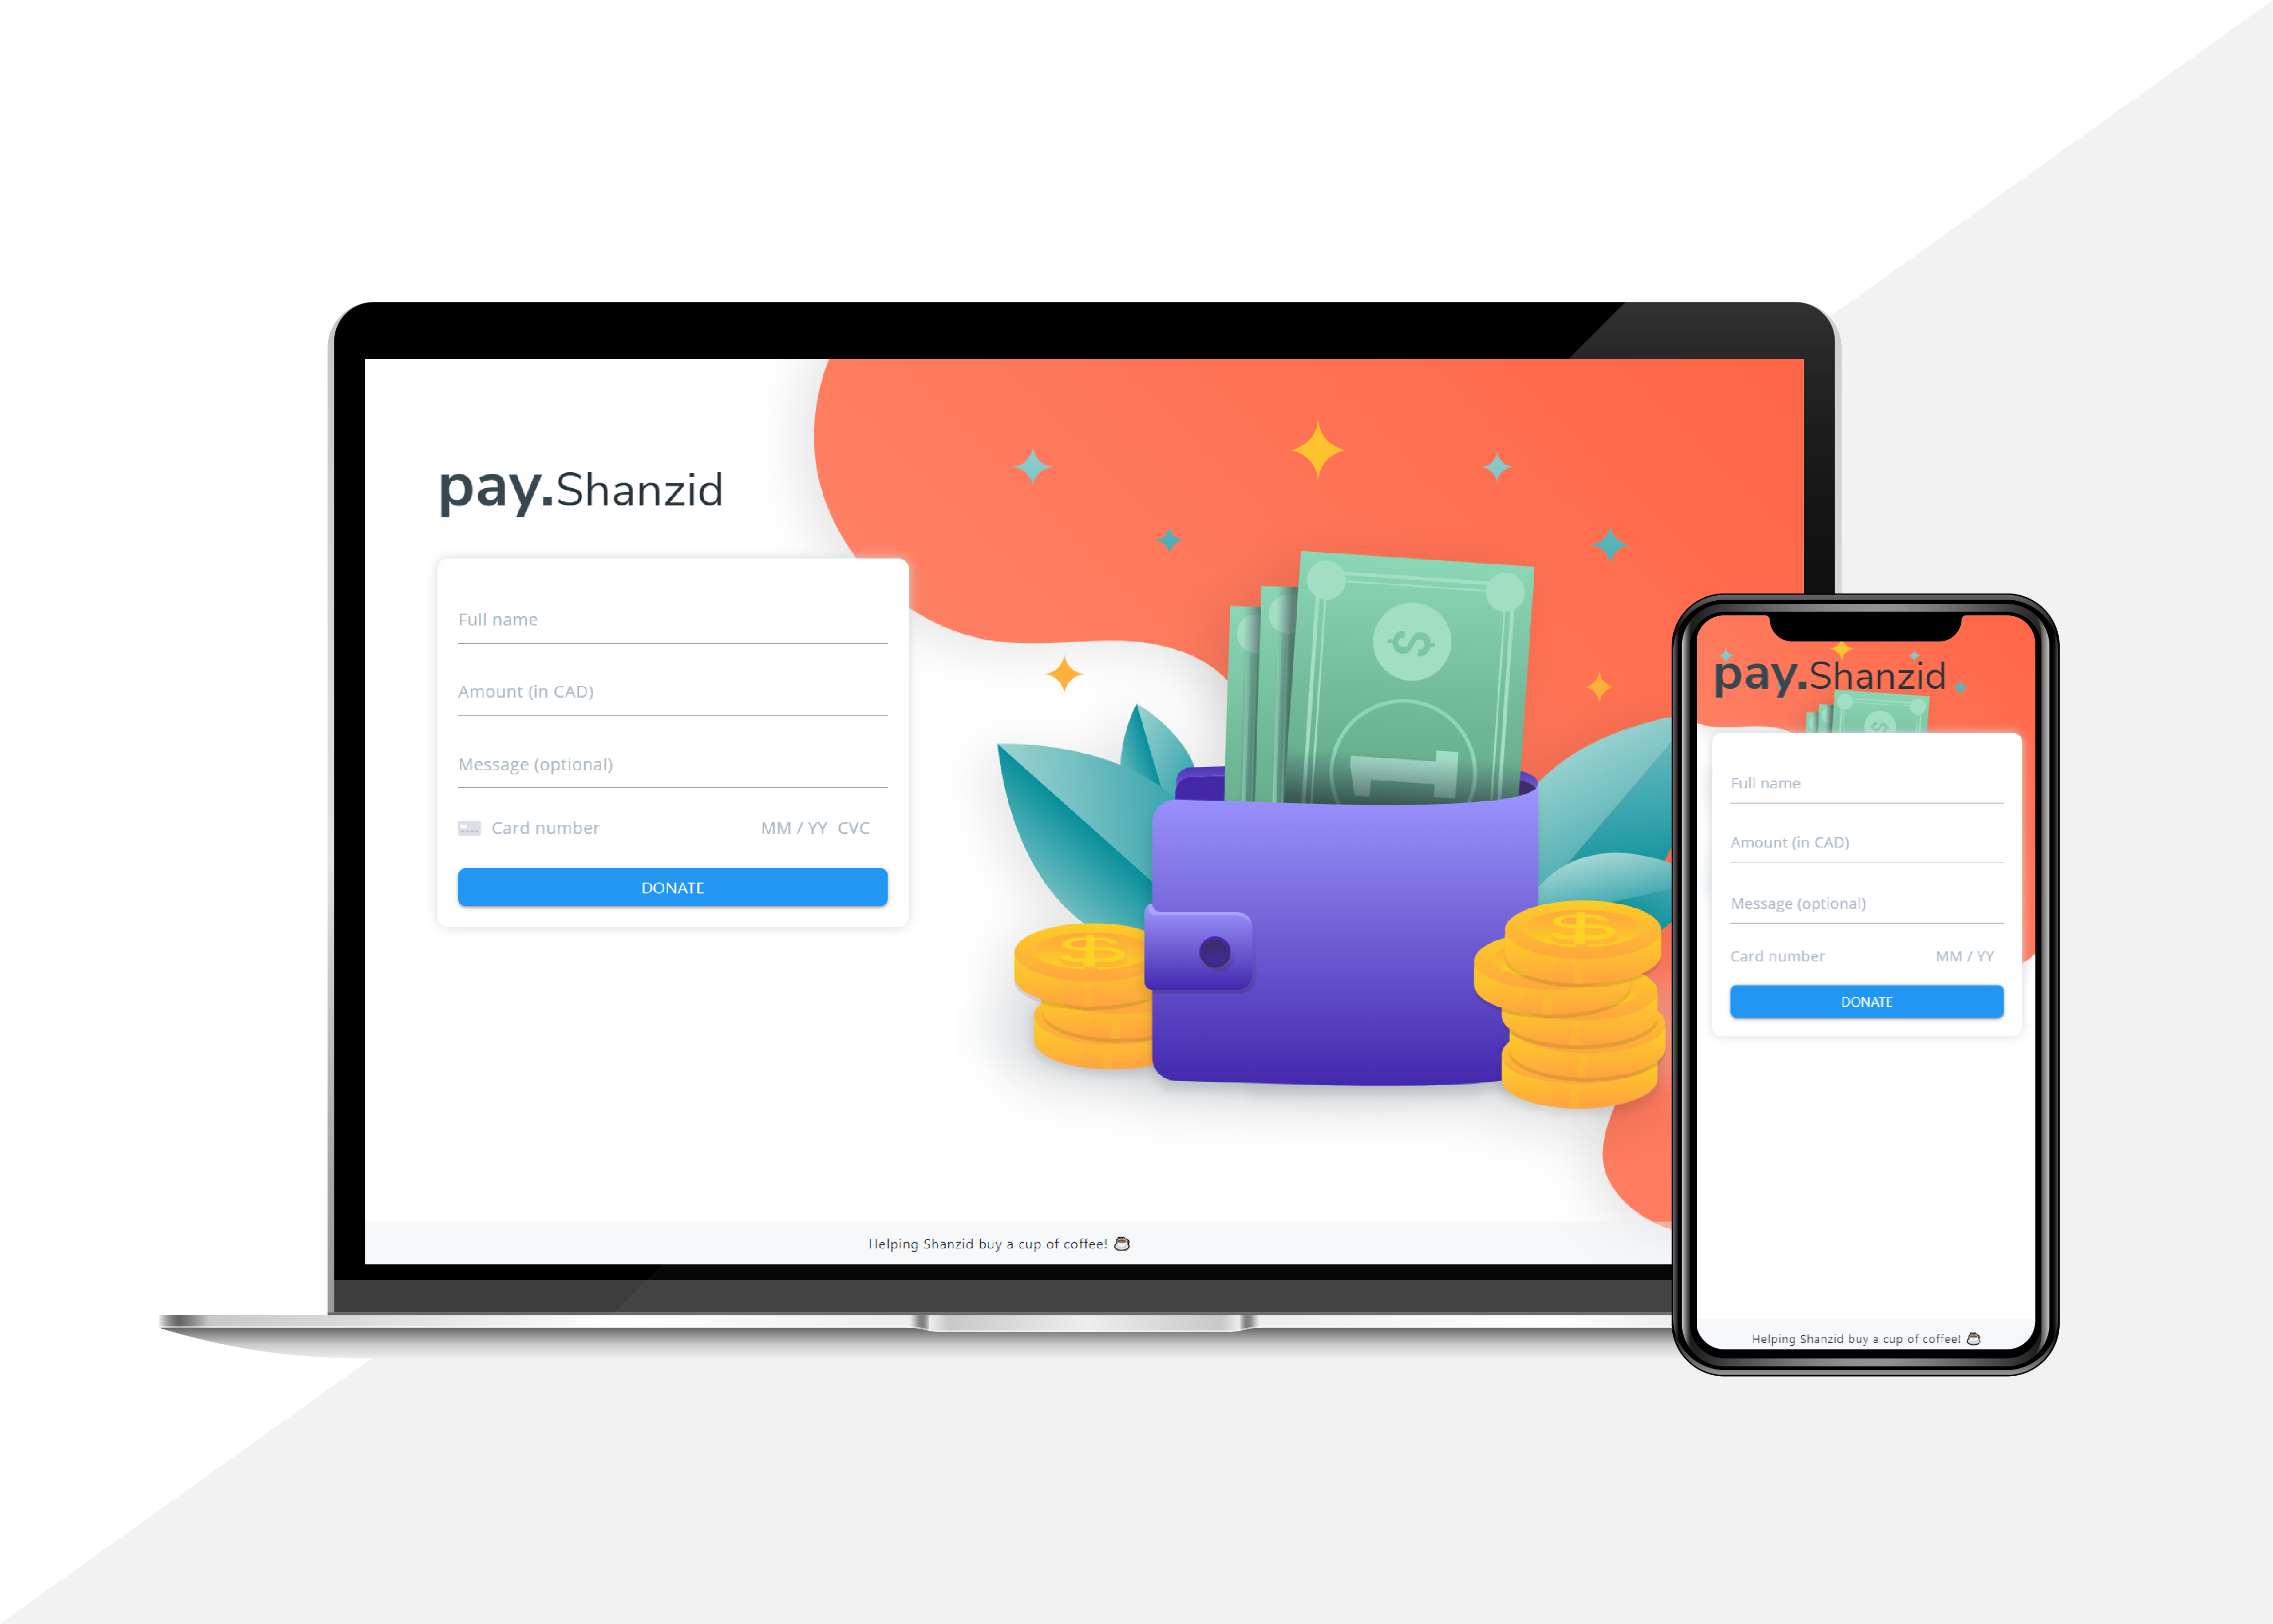 pay.Shanzid
Full name
Amount (in CAD)
Message (optional)
Card number MM / YY CVC
DONATE
$
1
$
$
Helping Shanzid buy a cup of coffee!
pay.Shanzid
$
Full name
Amount (in CAD)
Message (optional)
Card number MM / YY
DONATE
Helping Shanzid buy a cup of coffee!